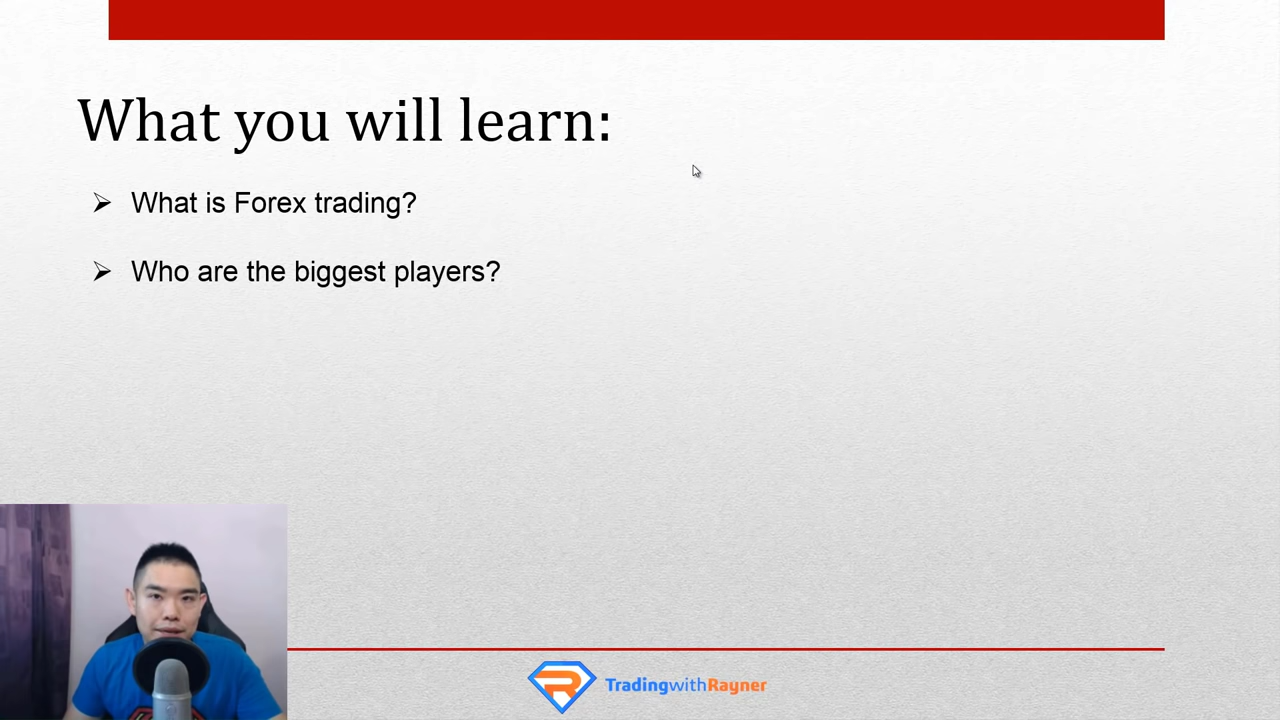 What you will learn:
What is Forex trading?
Who are the biggest players?
TradingwithRayner